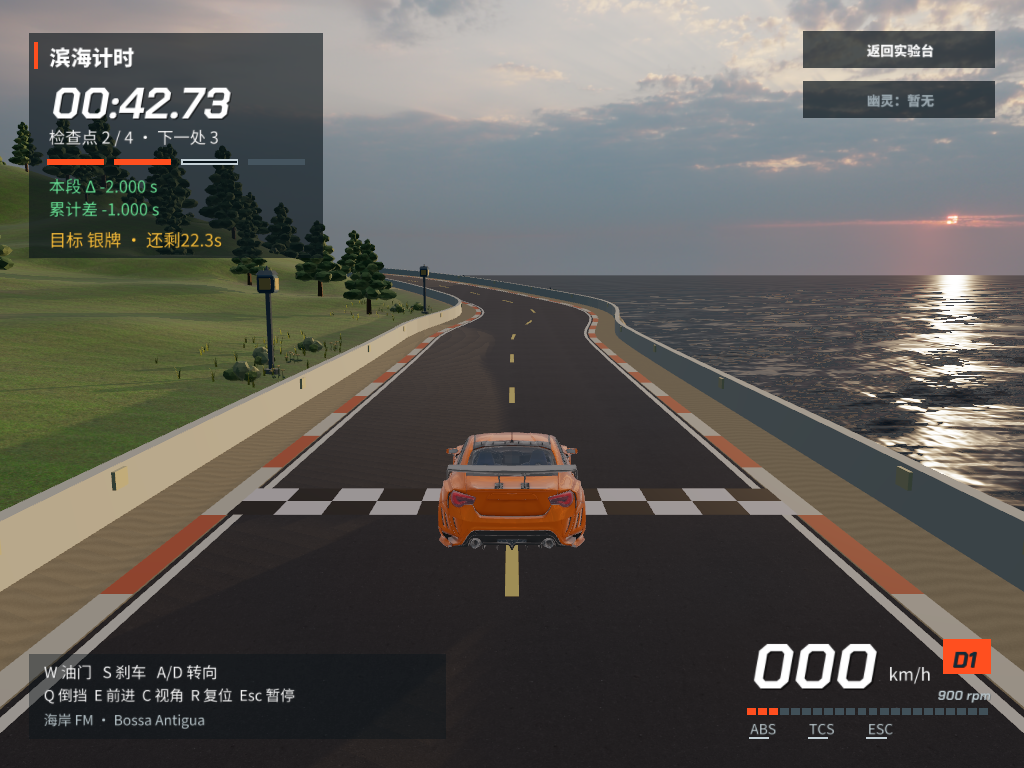 滨海计时
00:42.73
检查点 2 / 4 · 下一处 3
本段 Δ -2.000 s
累计差 -1.000 s
目标 银牌 · 还剩22.3s
返回实验台
幽灵：暂无
W 油门 S 刹车 A/D 转向
Q 倒挡 E 前进 C 视角 R 复位 Esc 暂停
海岸 FM · Bossa Antigua
000 km/h D1
900 rpm
ABS TCS ESC